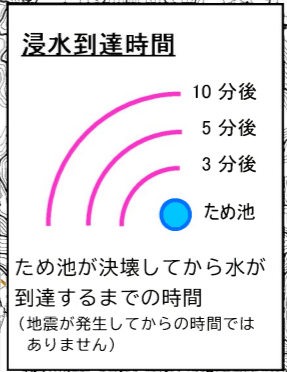 浸水到達時間
10 分後
5 分後
3 分後
ため池
ため池が決壊してから水が
到達するまでの時間
（地震が発生してからの時間では
ありません）